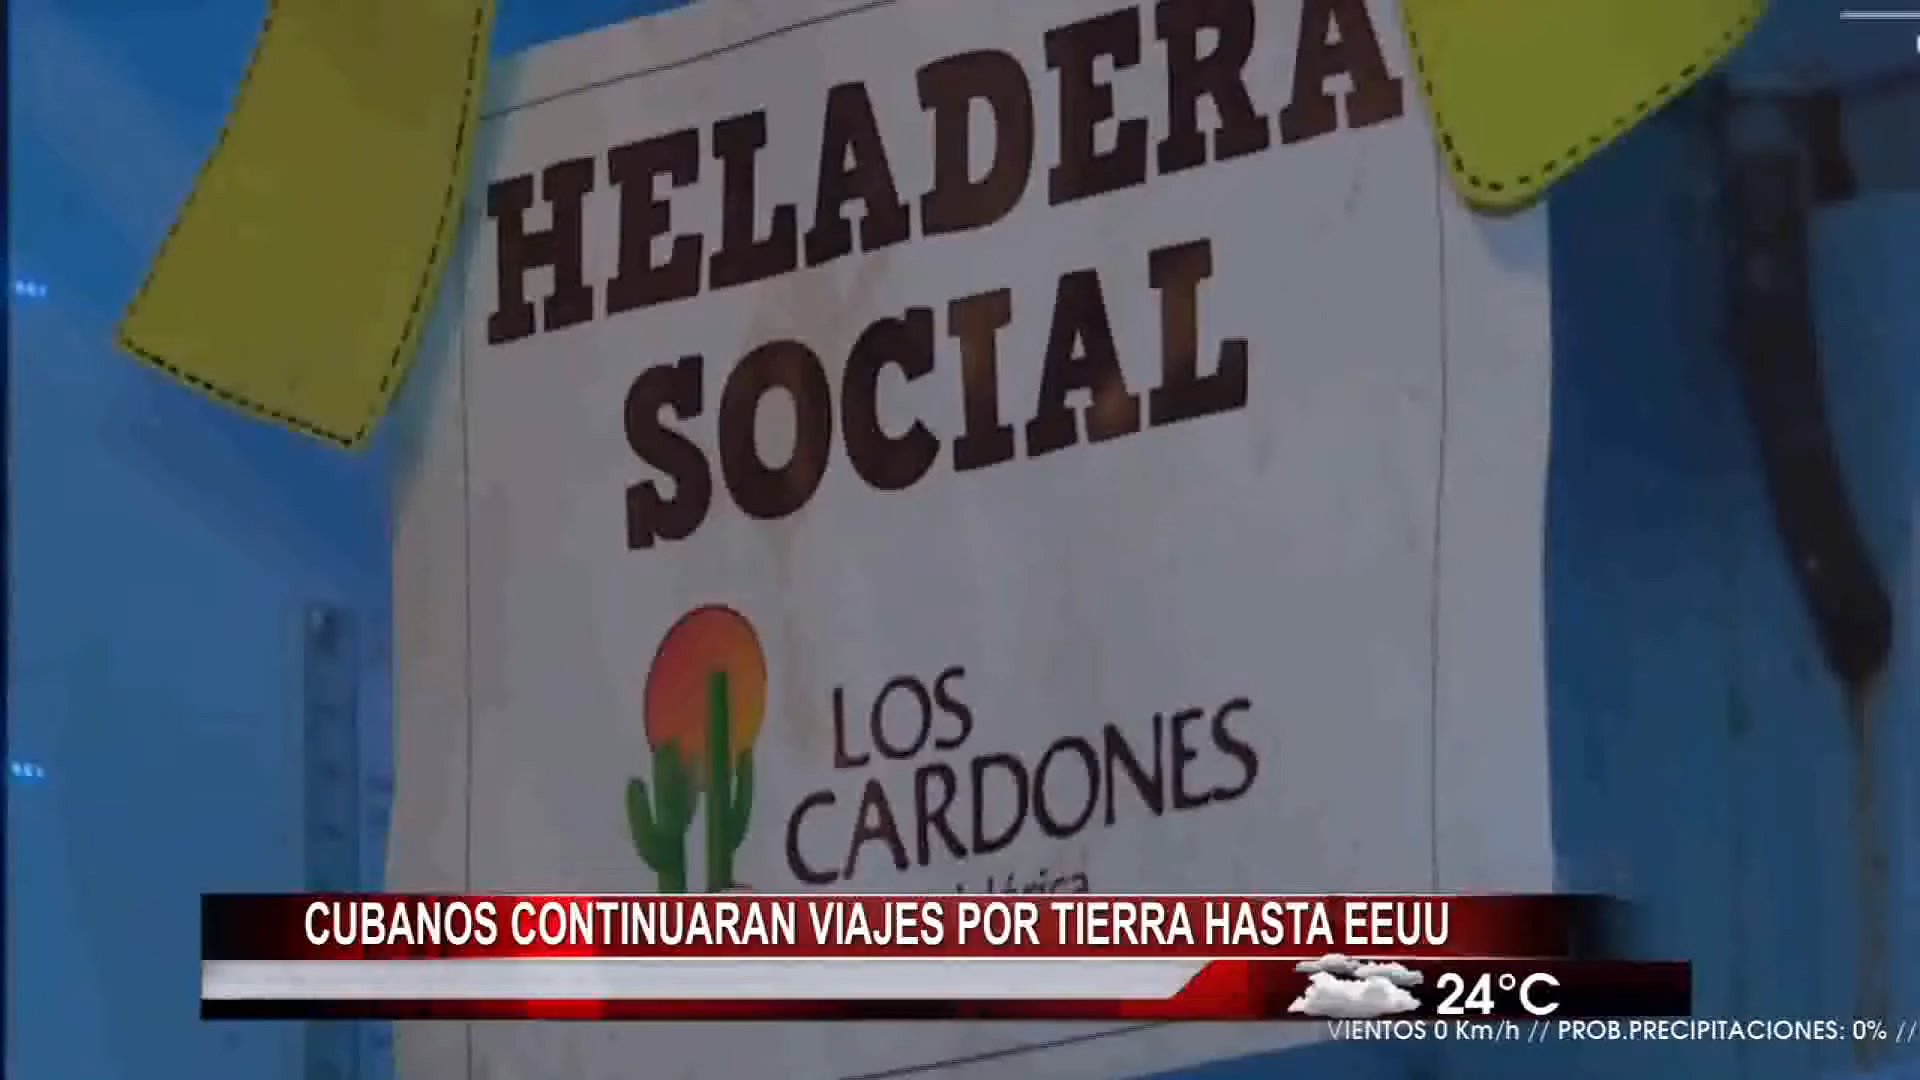 HELADERA
SOCIAL
LOS
CARDONES
CUBANOS CONTINUARAN VIAJES POR TIERRA HASTA EEUU
24°C
VIENTOS 0 Km/h // PROB.PRECIPITACIONES: 0% //